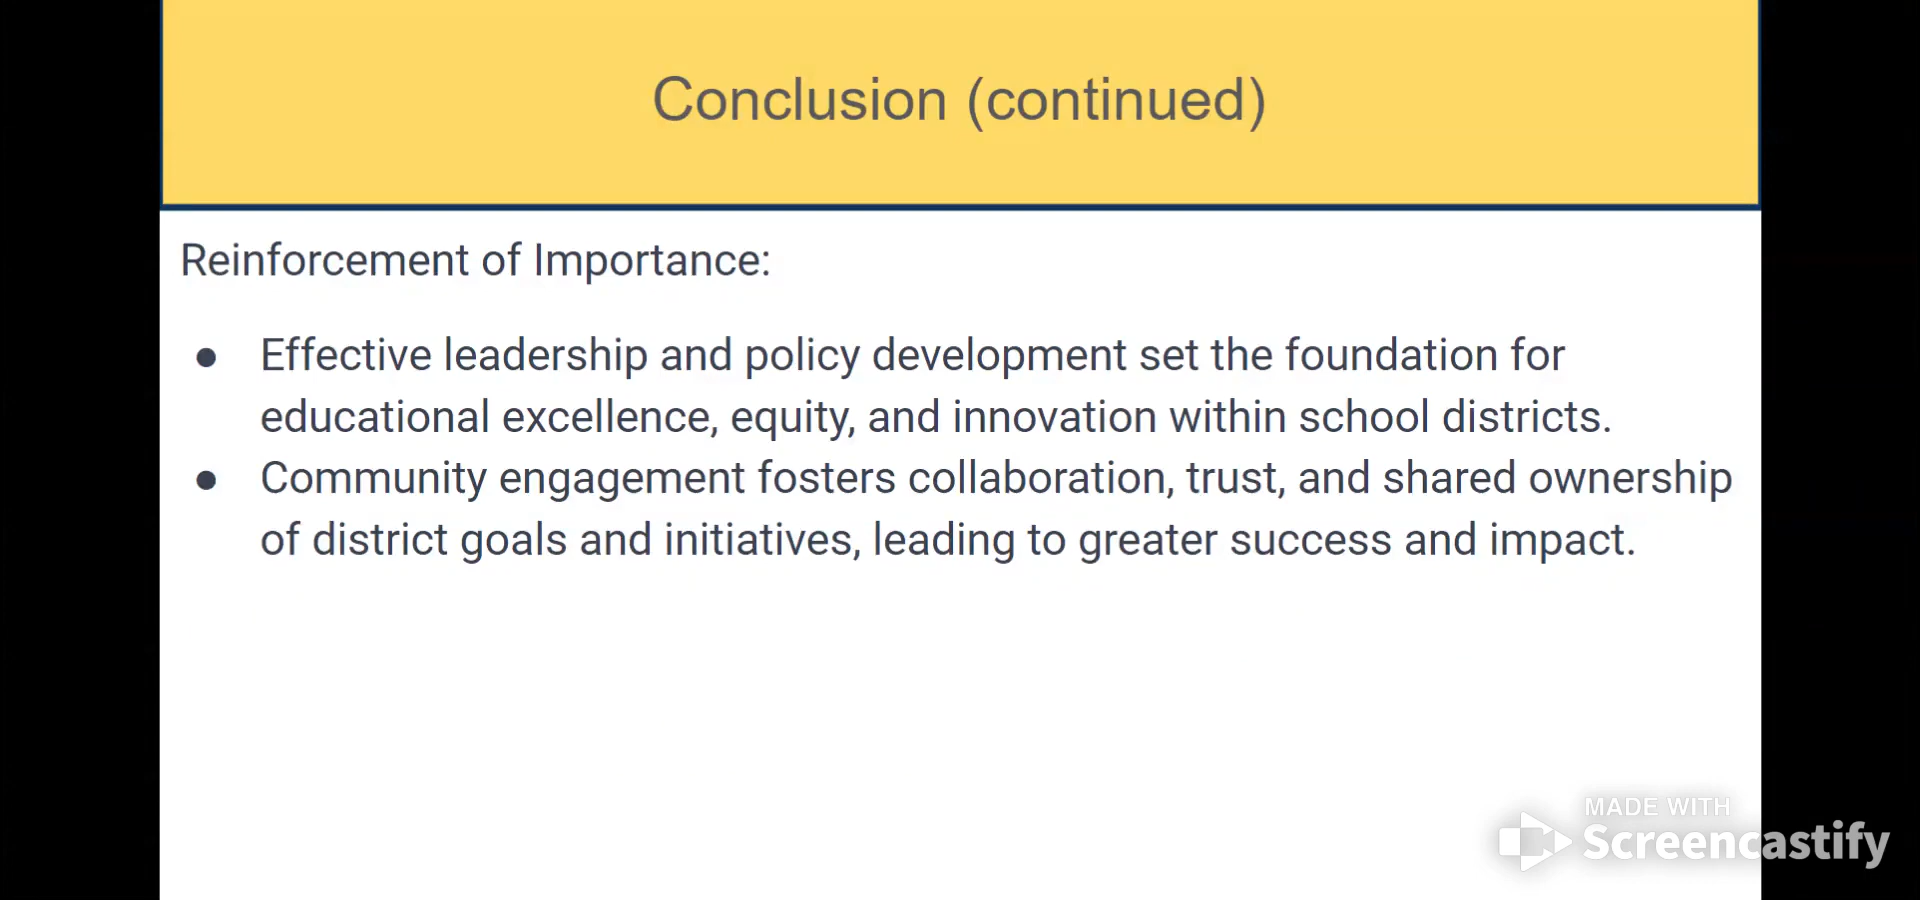 Conclusion (continued)
Reinforcement of Importance:
● Effective leadership and policy development set the foundation for
educational excellence, equity, and innovation within school districts.
● Community engagement fosters collaboration, trust, and shared ownership
of district goals and initiatives, leading to greater success and impact.
MADE WITH
Screencastify